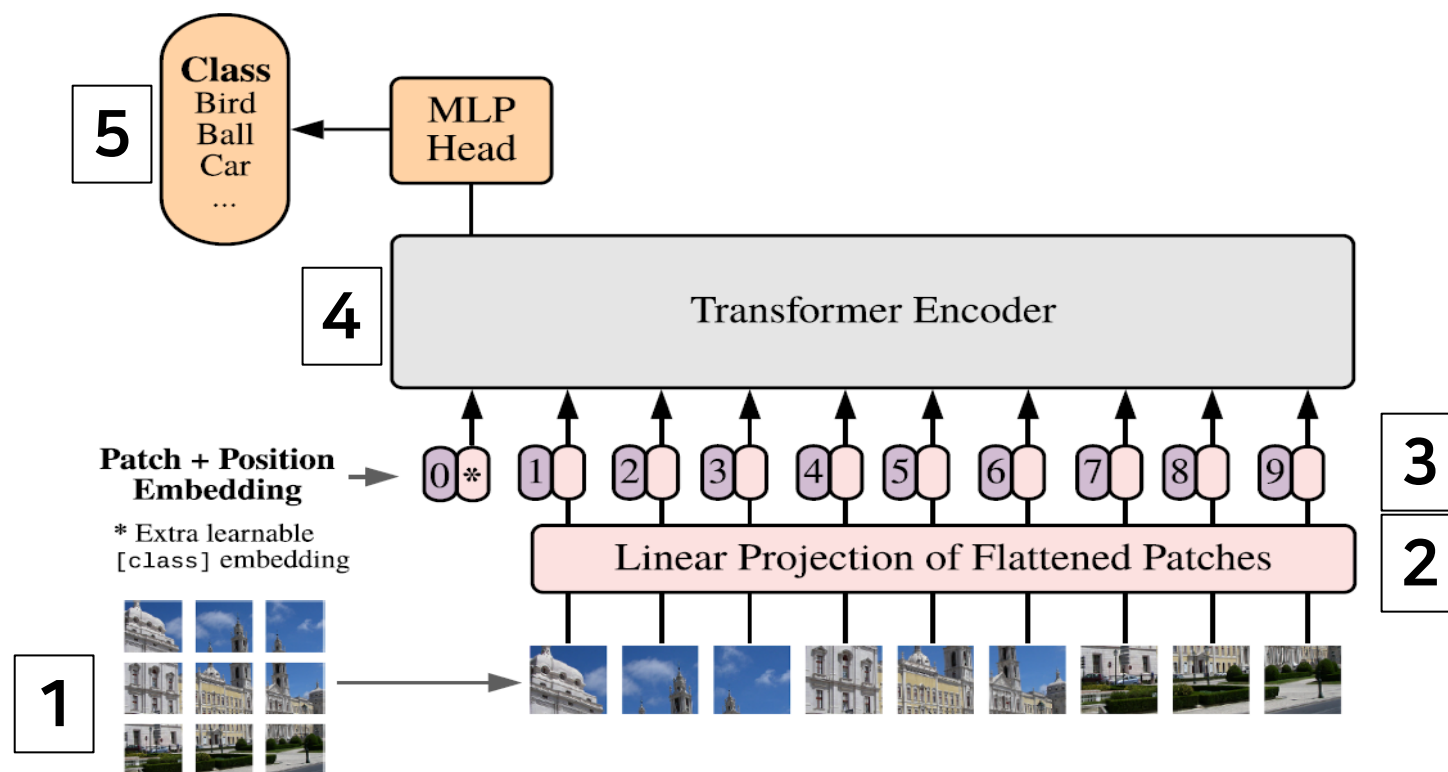 Class
Bird
Ball
Car
...
5
MLP
Head
4
Transformer Encoder
3
Patch + Position
Embedding
0 * 1 2 3 4 5 6 7 8 9
* Extra learnable
[class] embedding
2
Linear Projection of Flattened Patches
1